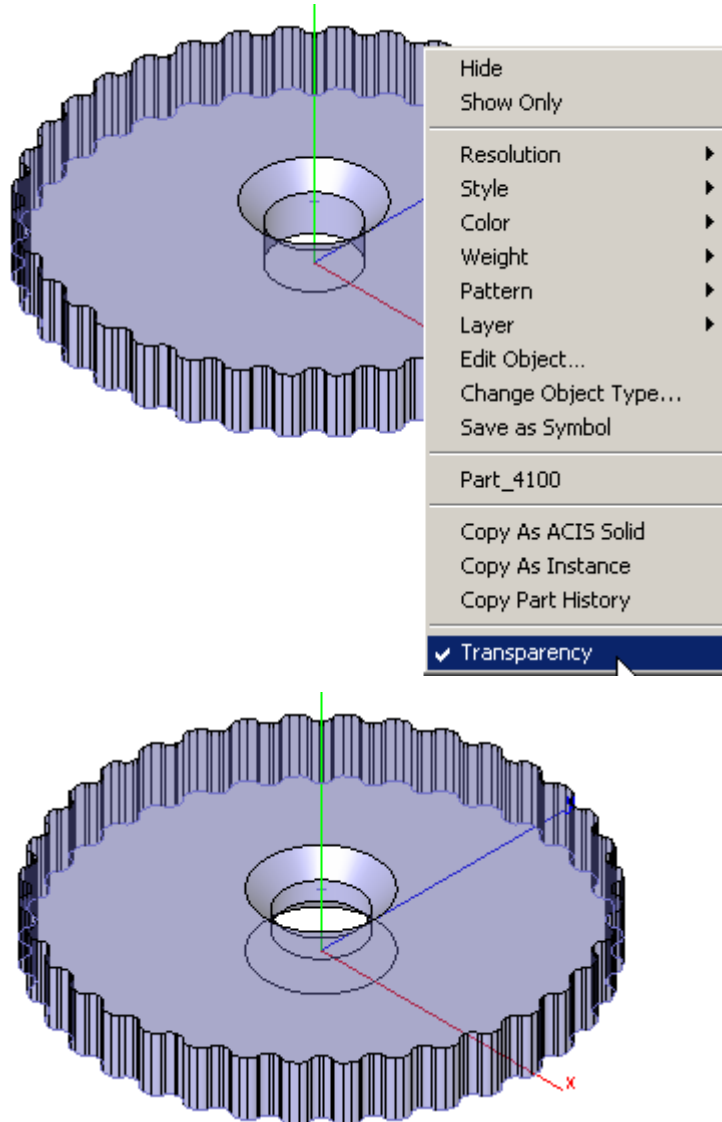 Hide
Show Only
Resolution
Style
Color
Weight
Pattern
Layer
Edit Object...
Change Object Type...
Save as Symbol
Part_4100
Copy As ACIS Solid
Copy As Instance
Copy Part History
Transparency
y
x